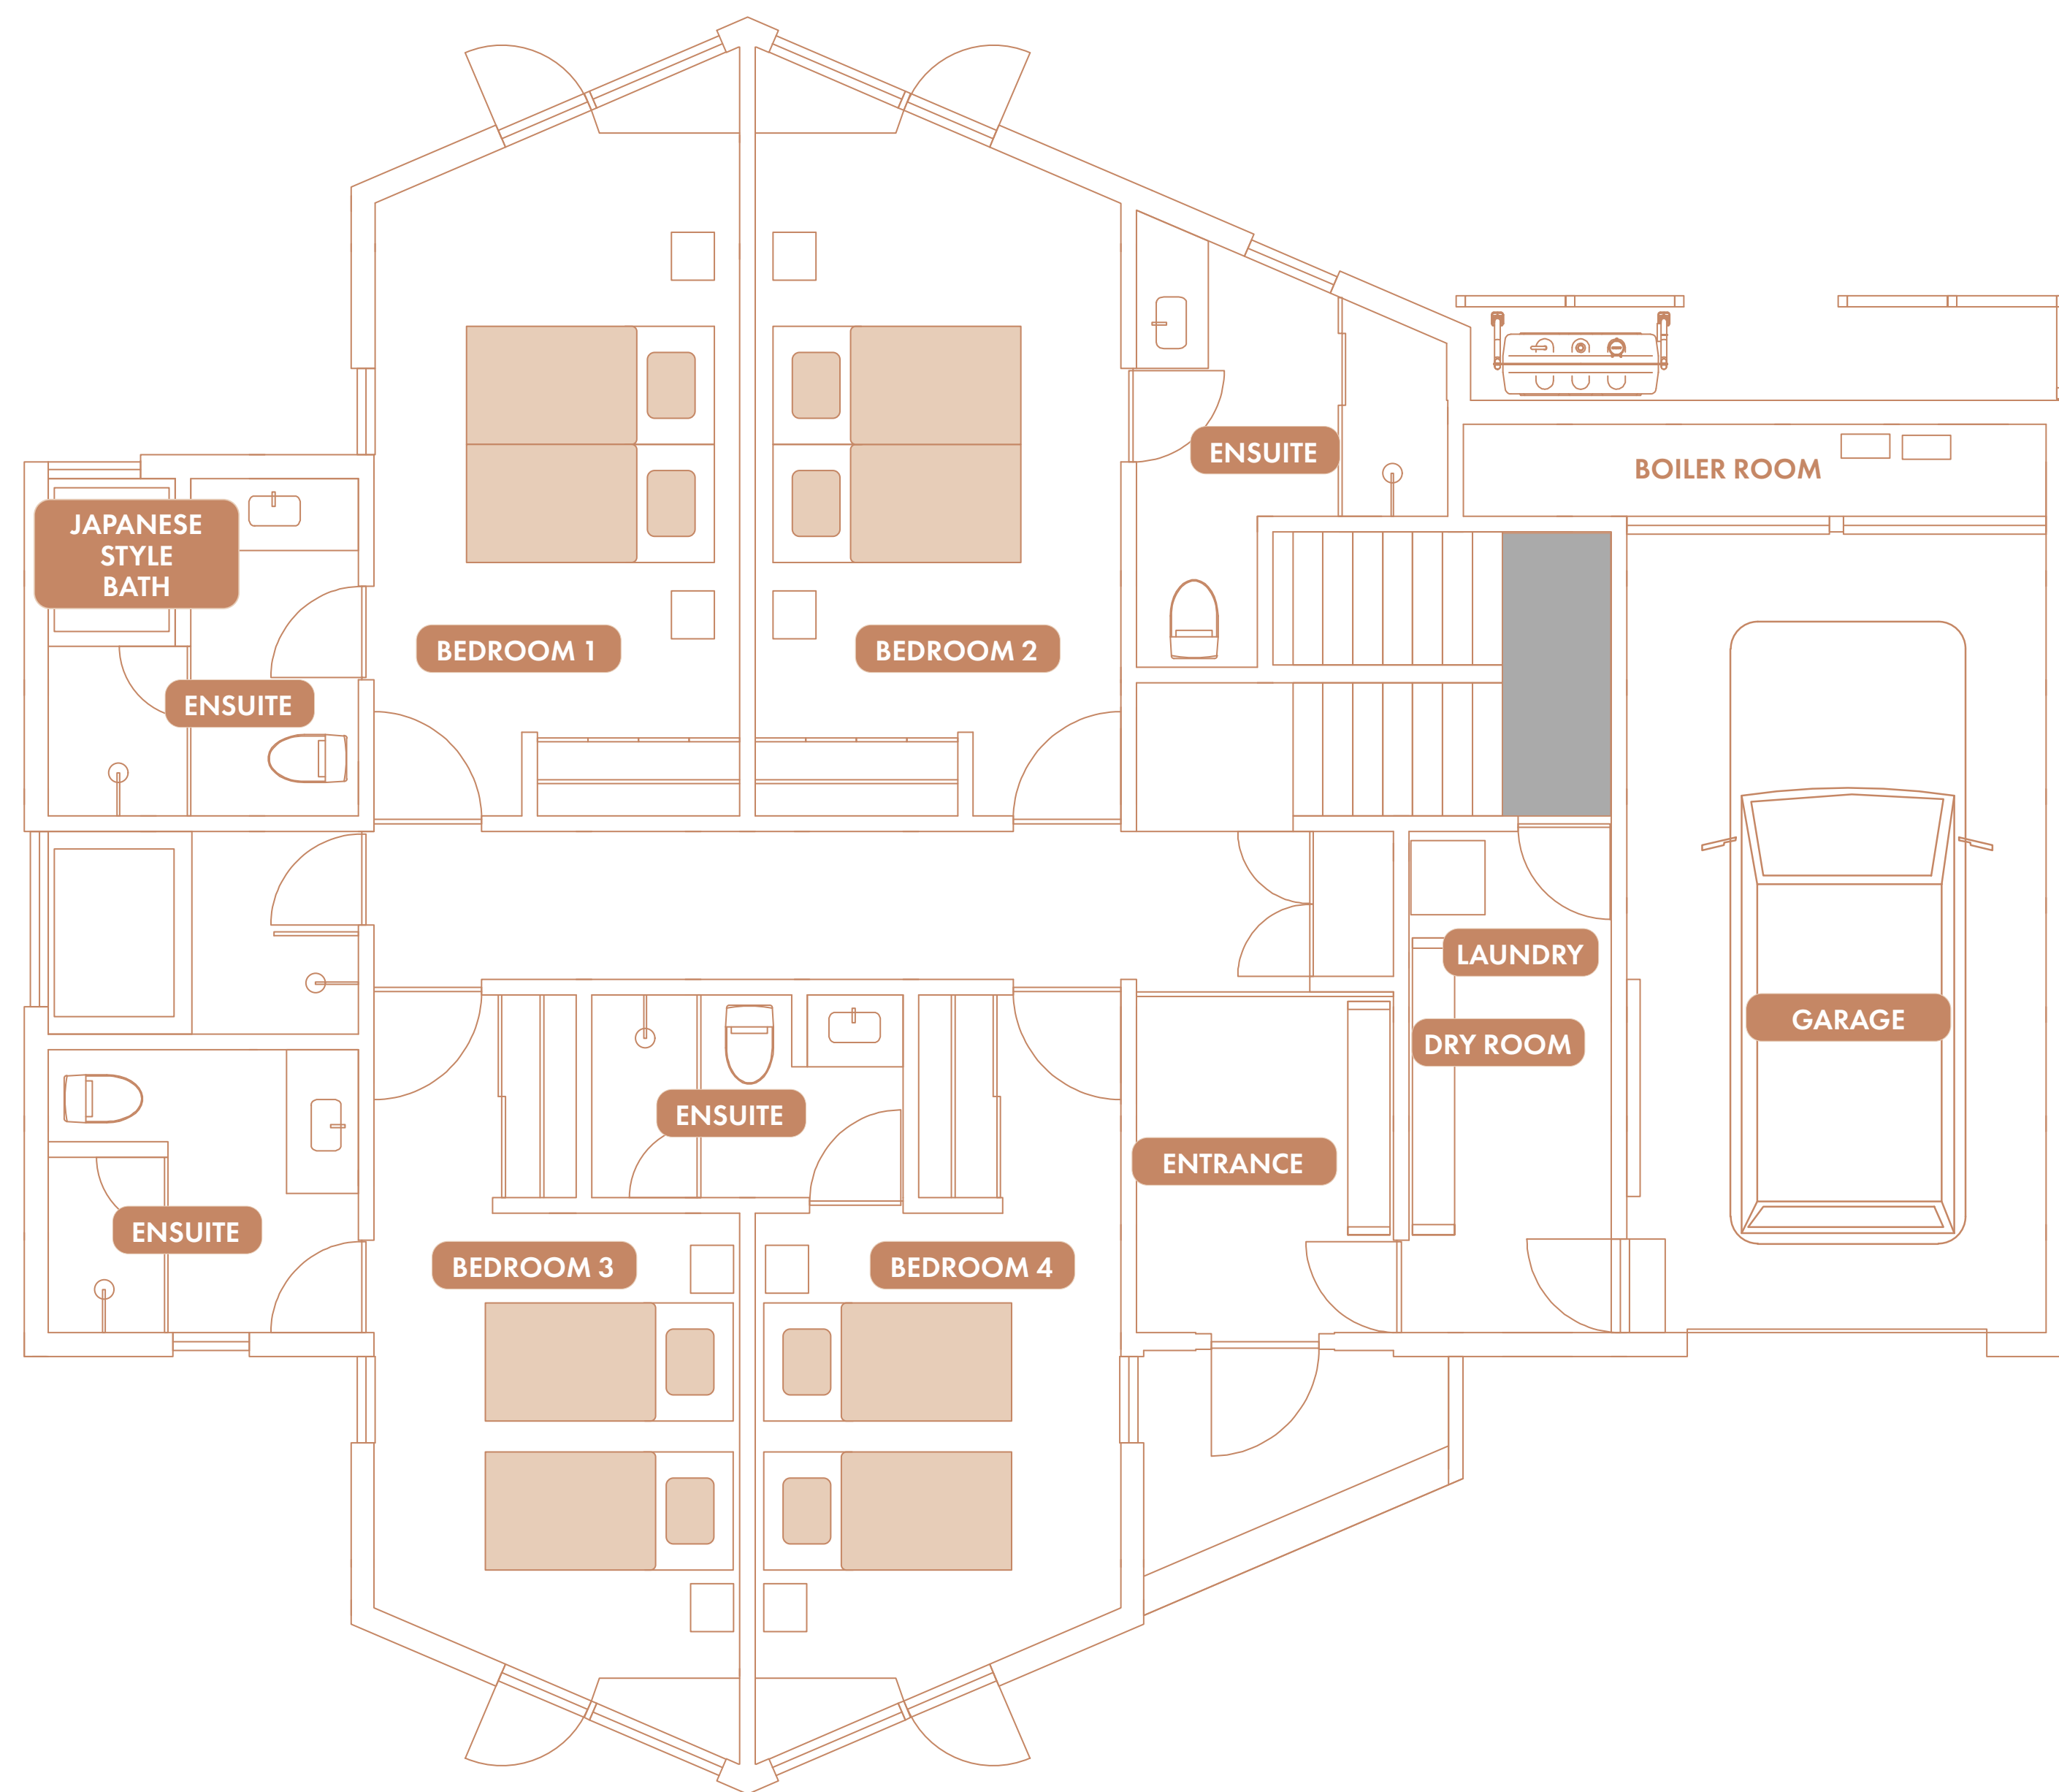 ENSUITE
BOILER ROOM
JAPANESE
STYLE
BATH
BEDROOM 1
BEDROOM 2
ENSUITE
LAUNDRY
GARAGE
DRY ROOM
ENSUITE
ENTRANCE
ENSUITE
BEDROOM 3
BEDROOM 4